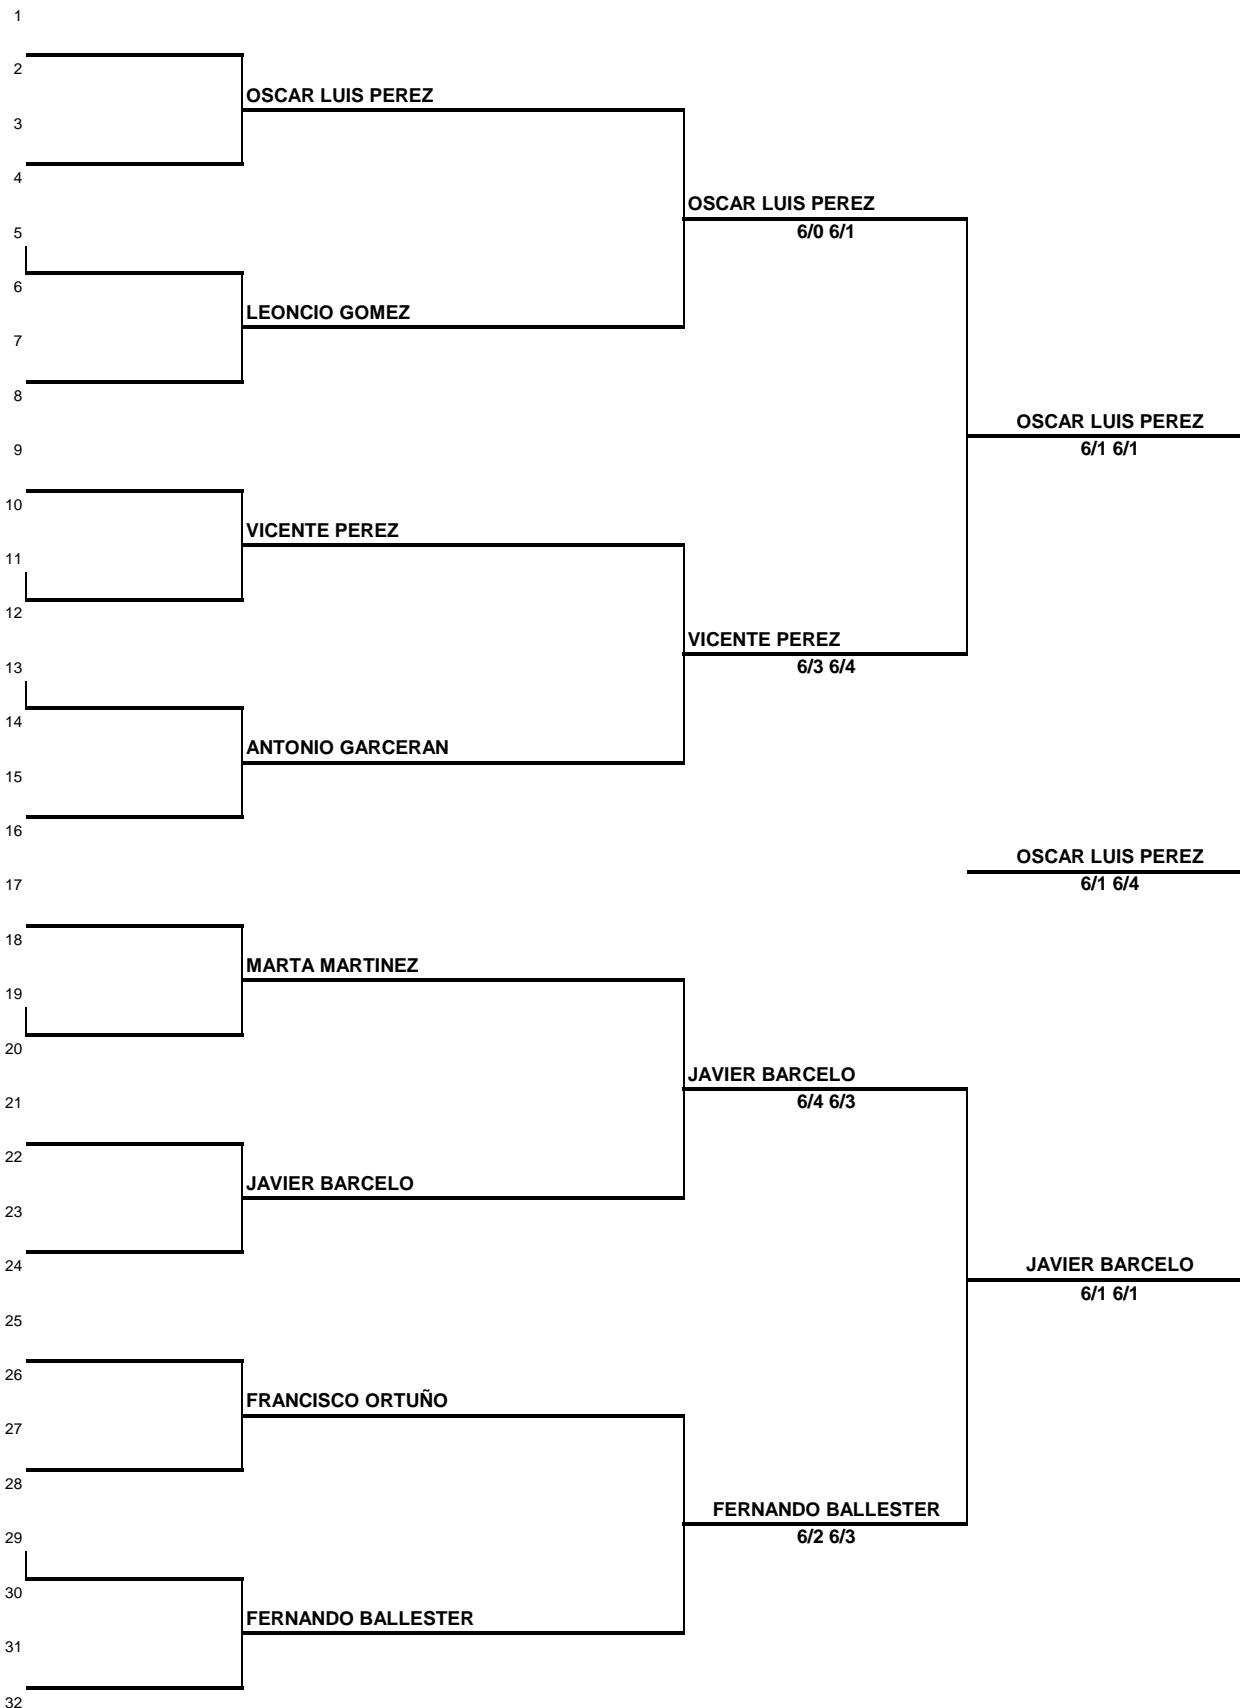 1
2
OSCAR LUIS PEREZ
3
4
OSCAR LUIS PEREZ
5
6/0 6/1
6
LEONCIO GOMEZ
7
8
OSCAR LUIS PEREZ
9
6/1 6/1
10
VICENTE PEREZ
11
12
VICENTE PEREZ
13
6/3 6/4
14
ANTONIO GARCERAN
15
16
OSCAR LUIS PEREZ
17
6/1 6/4
18
MARTA MARTINEZ
19
20
JAVIER BARCELO
21
6/4 6/3
22
JAVIER BARCELO
23
24
JAVIER BARCELO
6/1 6/1
25
26
FRANCISCO ORTUÑO
27
28
FERNANDO BALLESTER
29
6/2 6/3
30
FERNANDO BALLESTER
31
32